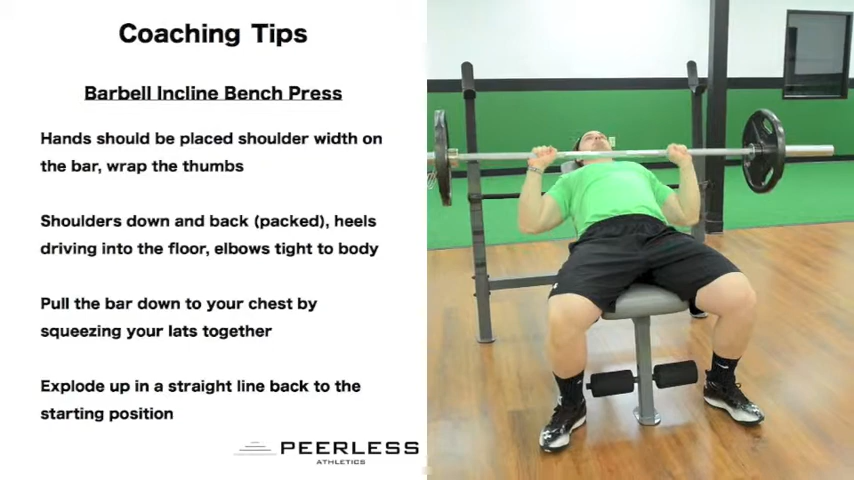 Coaching Tips
Barbell Incline Bench Press
Hands should be placed shoulder width on
the bar, wrap the thumbs
Shoulders down and back (packed), heels
driving into the floor, elbows tight to body
Pull the bar down to your chest by
squeezing your lats together
Explode up in a straight line back to the
starting position
PEERLESS
ATHLETICS